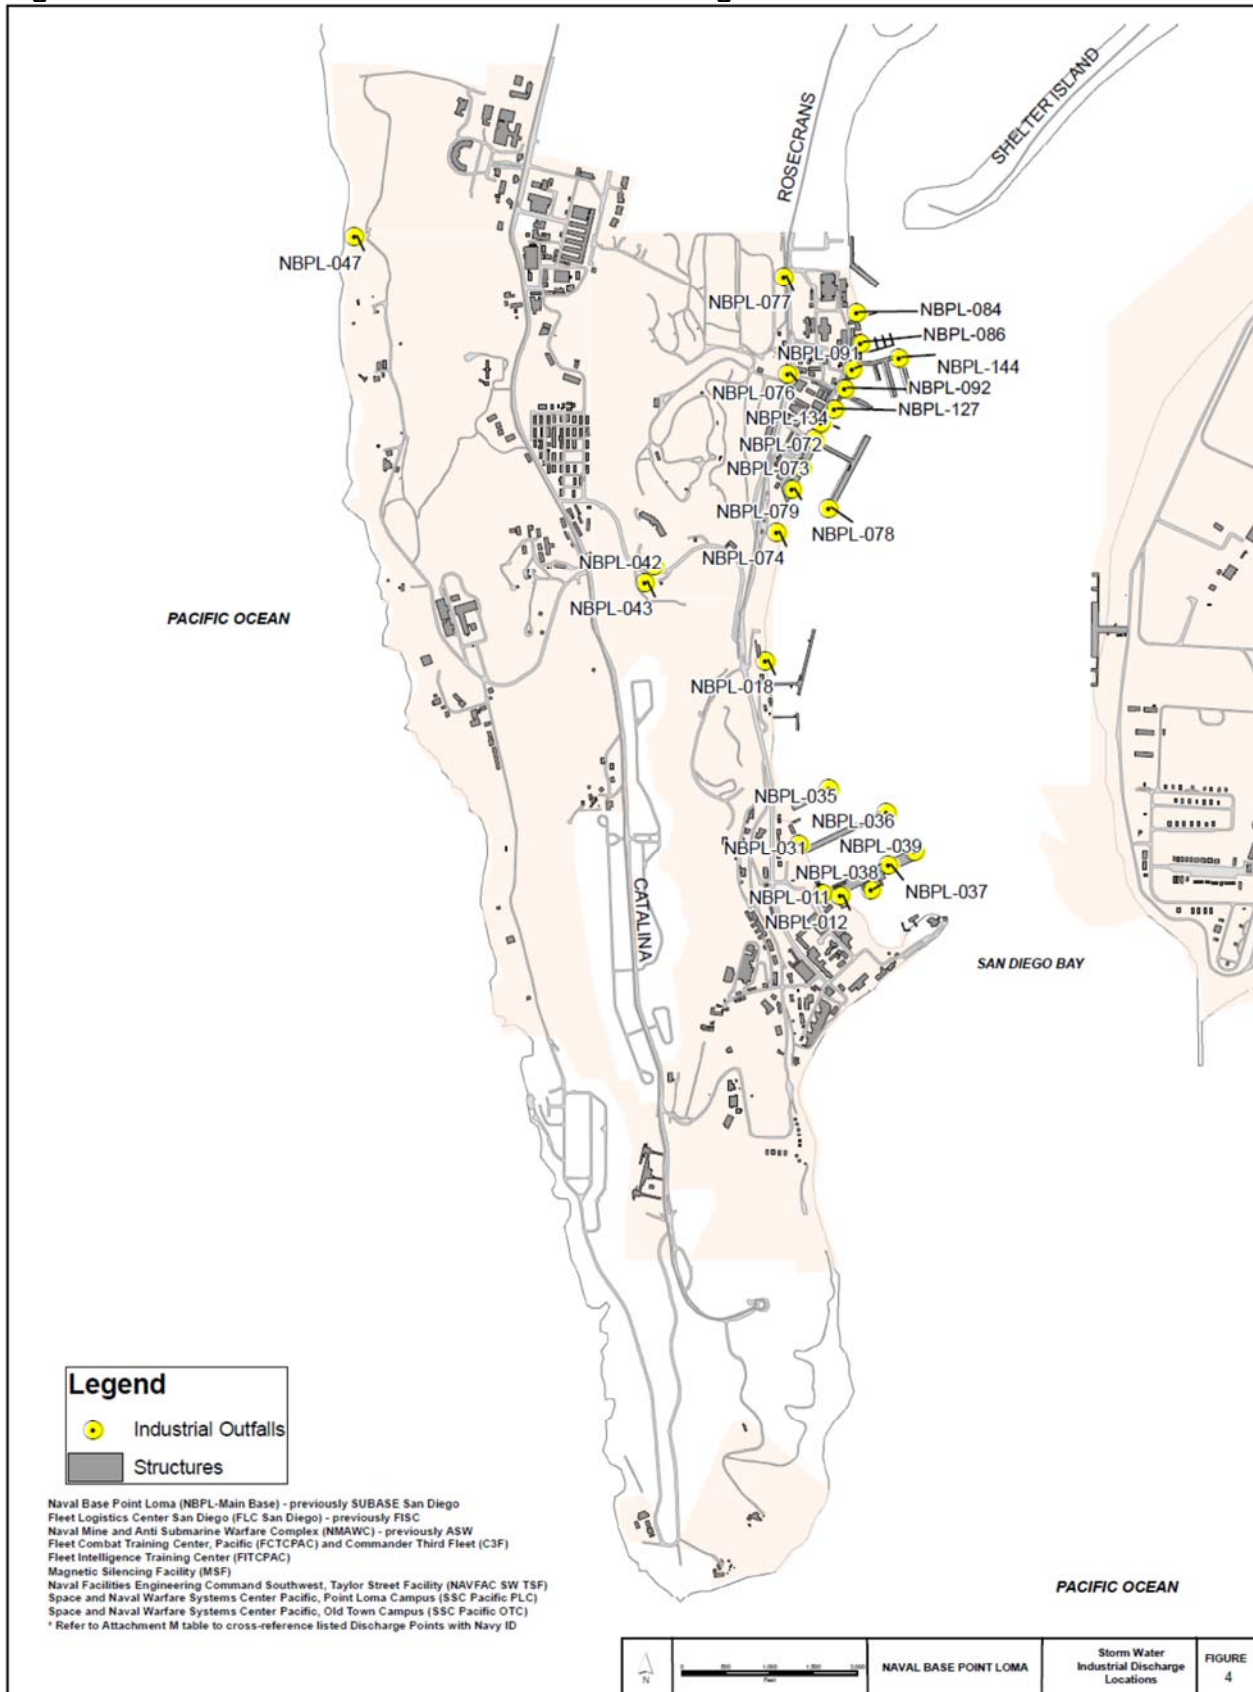 ROSECRANS
SHELTER ISLAND
NBPL-047
NBPL-077
NBPL-084
NBPL-086
NBPL-091
NBPL-144
NBPL-076
NBPL-092
NBPL-134
NBPL-127
NBPL-072
NBPL-073
NBPL-079
NBPL-078
NBPL-074
NBPL-042
NBPL-043
PACIFIC OCEAN
NBPL-018
NBPL-035
NBPL-036
NBPL-031
NBPL-039
NBPL-038
NBPL-037
NBPL-011
NBPL-012
CATALINA
SAN DIEGO BAY
Legend
Industrial Outfalls
Structures
Naval Base Point Loma (NBPL-Main Base) - previously SUBASE San Diego
Fleet Logistics Center San Diego (FLC San Diego) - previously FISC
Naval Mine and Anti Submarine Warfare Complex (NMAWC) - previously ASW
Fleet Combat Training Center, Pacific (FCTCPAC) and Commander Third Fleet (C3F)
Fleet Intelligence Training Center (FITCPAC)
Magnetic Silencing Facility (MSF)
Naval Facilities Engineering Command Southwest, Taylor Street Facility (NAVFAC SW TSF)
Space and Naval Warfare Systems Center Pacific, Point Loma Campus (SSC Pacific PLC)
Space and Naval Warfare Systems Center Pacific, Old Town Campus (SSC Pacific OTC)
* Refer to Attachment M table to cross-reference listed Discharge Points with Navy ID
PACIFIC OCEAN
N
0 500 1,000 1,500 2,000
Feet
NAVAL BASE POINT LOMA
Storm Water
Industrial Discharge
Locations
FIGURE
4